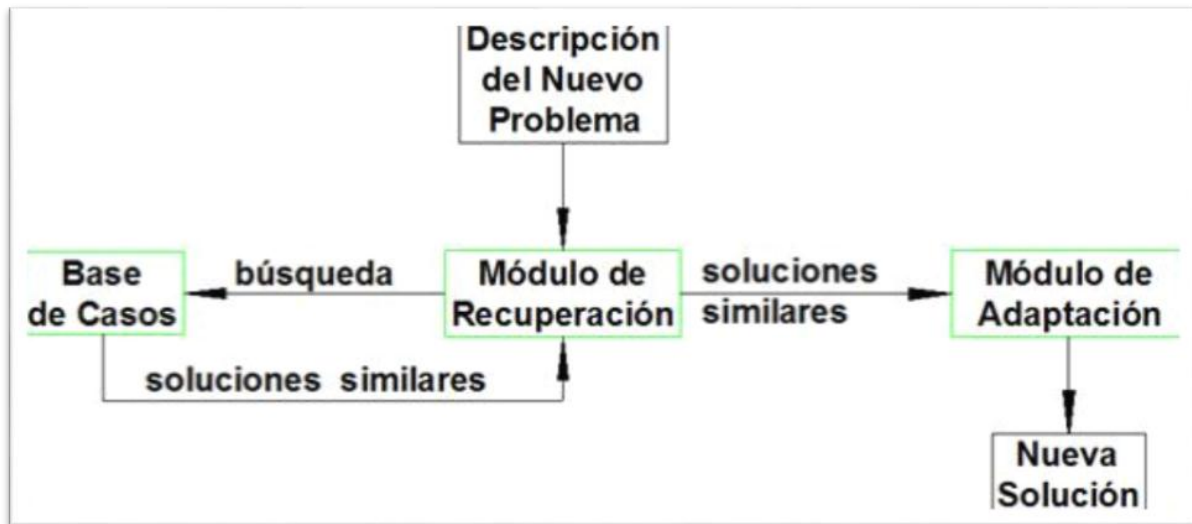 Descripción
del Nuevo
Problema
Base
de Casos
búsqueda
Módulo de
Recuperación
soluciones
similares
Módulo de
Adaptación
soluciones similares
Nueva
Solución